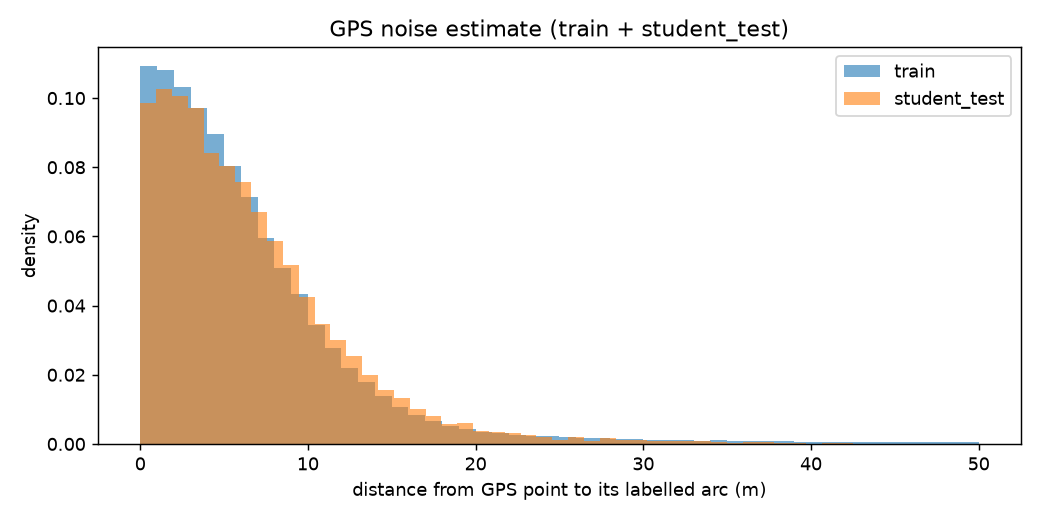 GPS noise estimate (train + student_test)
train
student_test
density
0.10
0.08
0.06
0.04
0.02
0.00
0 10 20 30 40 50
distance from GPS point to its labelled arc (m)